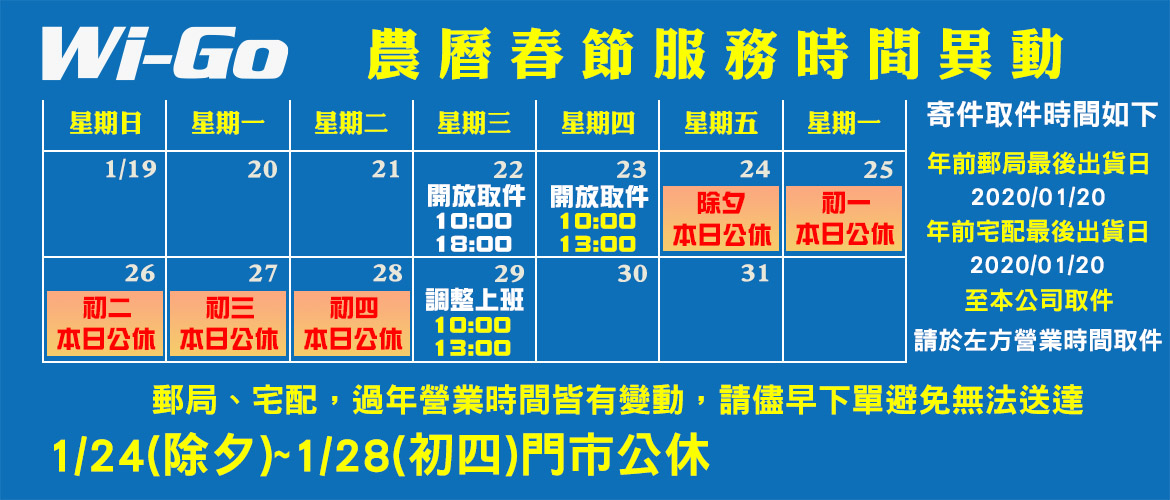 Wi-Go 農曆春節服務時間異動
星期日 星期一 星期二 星期三 星期四 星期五 星期一
1/19 20 21 22 23 24 25
開放取件 開放取件 除夕 初一
10:00 10:00 本日公休 本日公休
18:00 13:00
26 27 28 29 30 31
初二 初三 初四 調整上班
本日公休 本日公休 本日公休 10:00
13:00
寄件取件時間如下
年前郵局最後出貨日
2020/01/20
年前宅配最後出貨日
2020/01/20
至本公司取件
請於左方營業時間取件
郵局、宅配，過年營業時間皆有變動，請儘早下單避免無法送達
1/24(除夕)~1/28(初四)門市公休